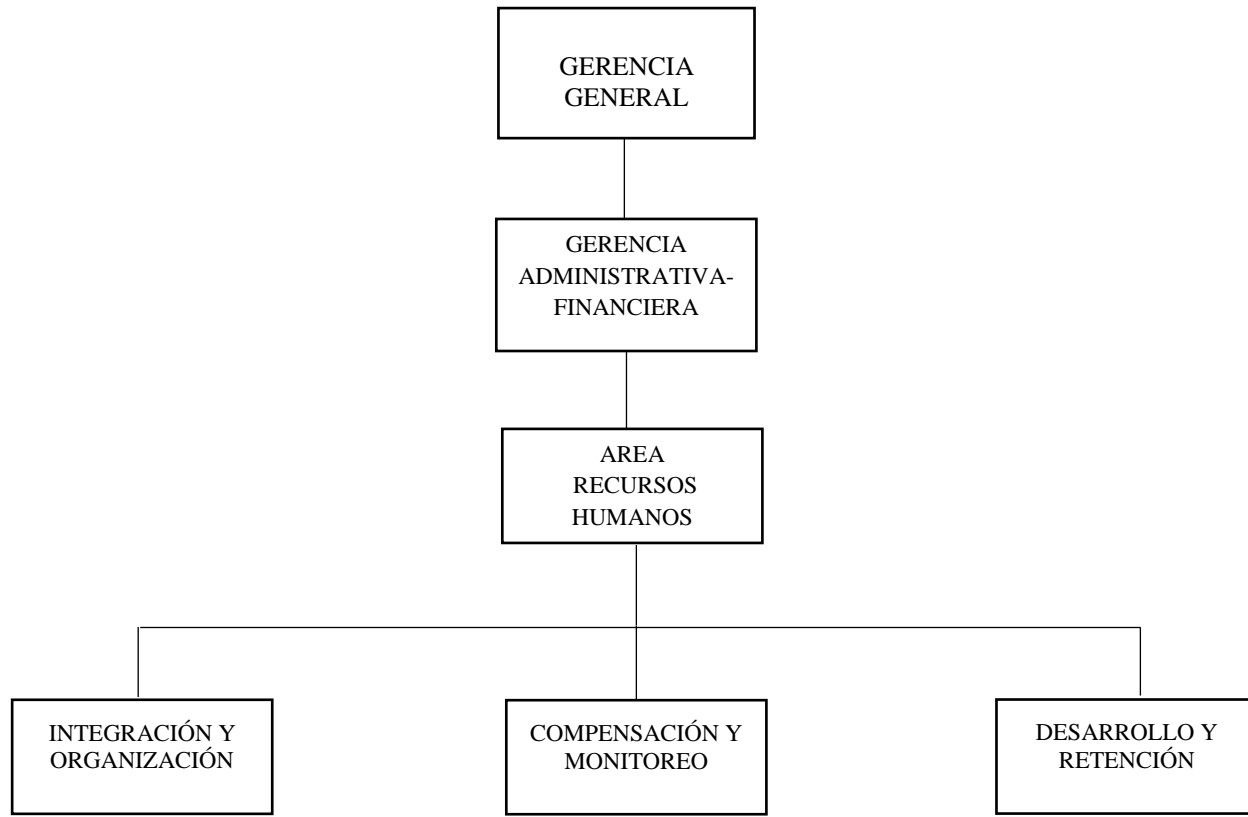 GERENCIA
GENERAL
GERENCIA
ADMINISTRATIVA-
FINANCIERA
AREA
RECURSOS
HUMANOS
INTEGRACIÓN Y
ORGANIZACIÓN
COMPENSACIÓN Y
MONITOREO
DESARROLLO Y
RETENCIÓN